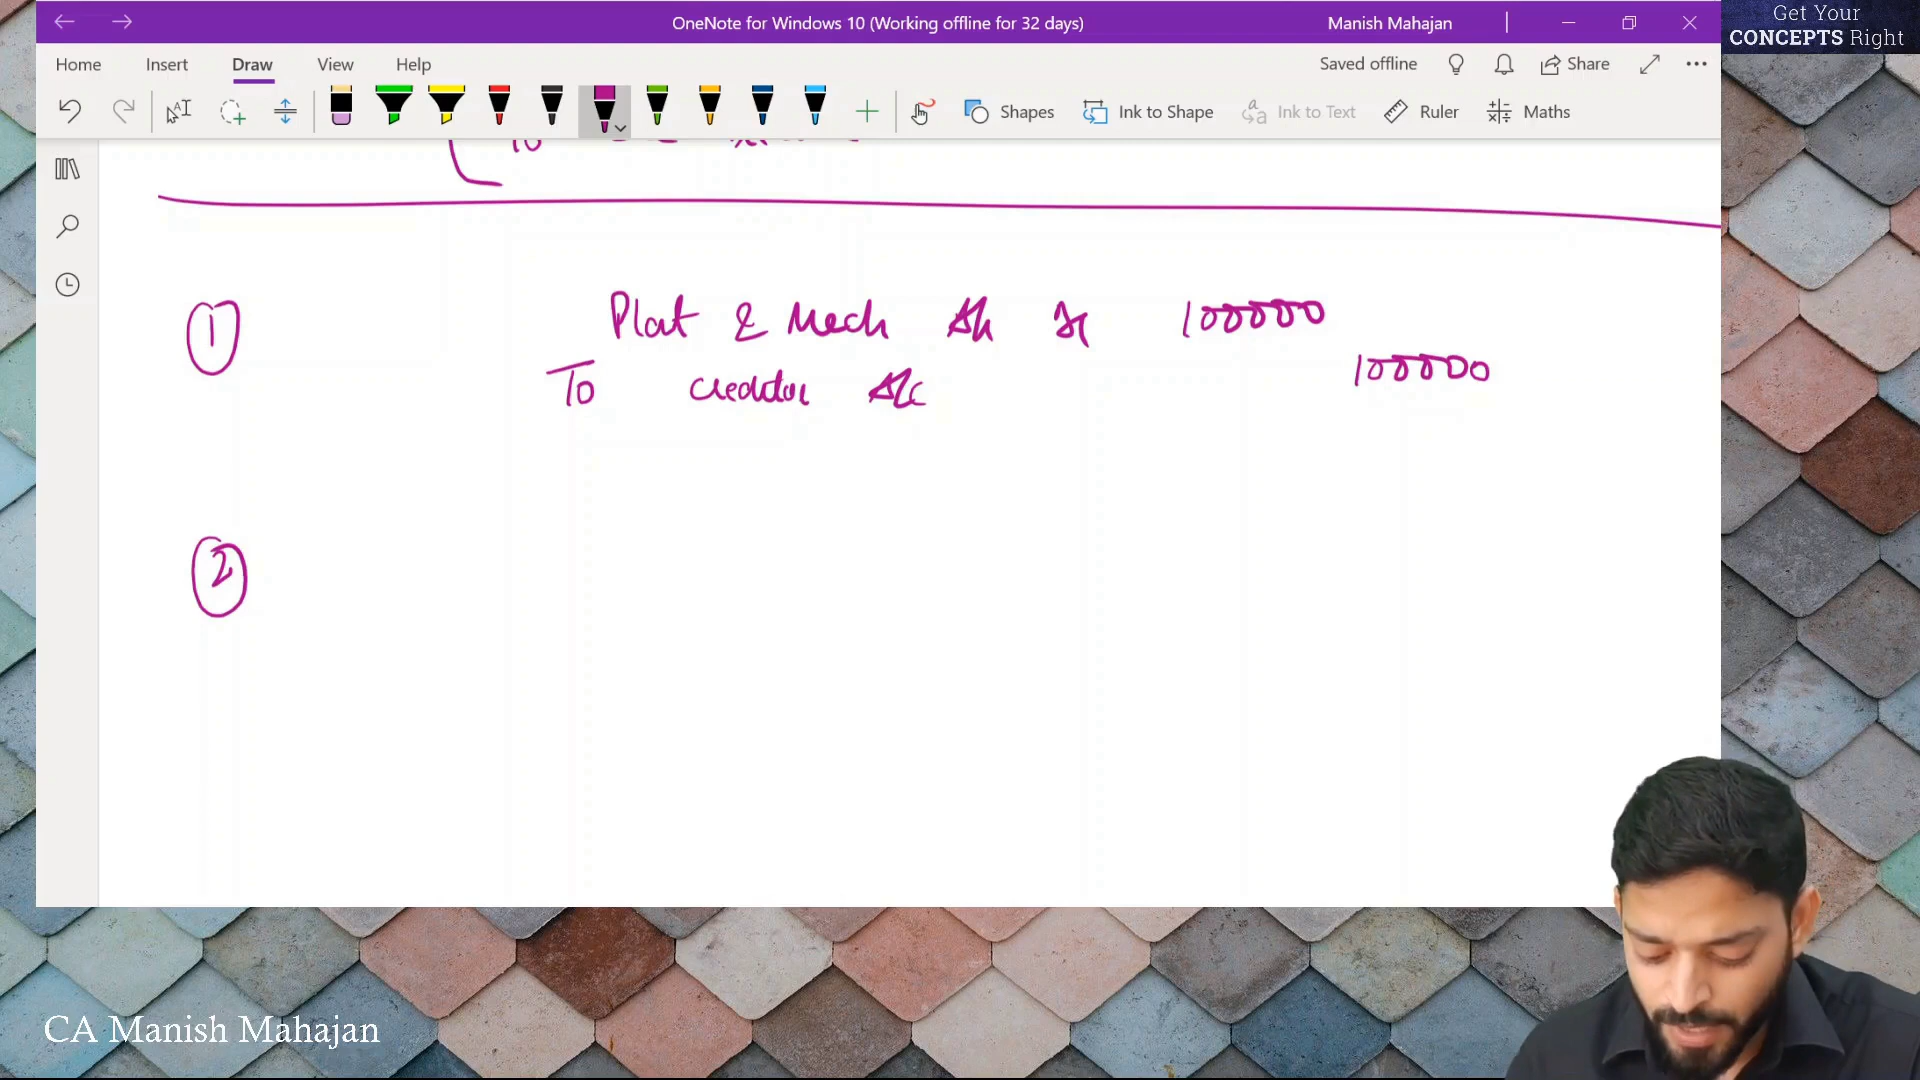 OneNote for Windows 10 (Working offline for 32 days)
Manish Mahajan
Get Your
CONCEPTS Right
Home Insert Draw View Help
Saved offline
Share
Shapes
Ink to Shape
Ink to Text
Ruler
Maths
To
1 Plant & Mech A/c Dr 100000
To creditor A/c 100000
2
CA Manish Mahajan